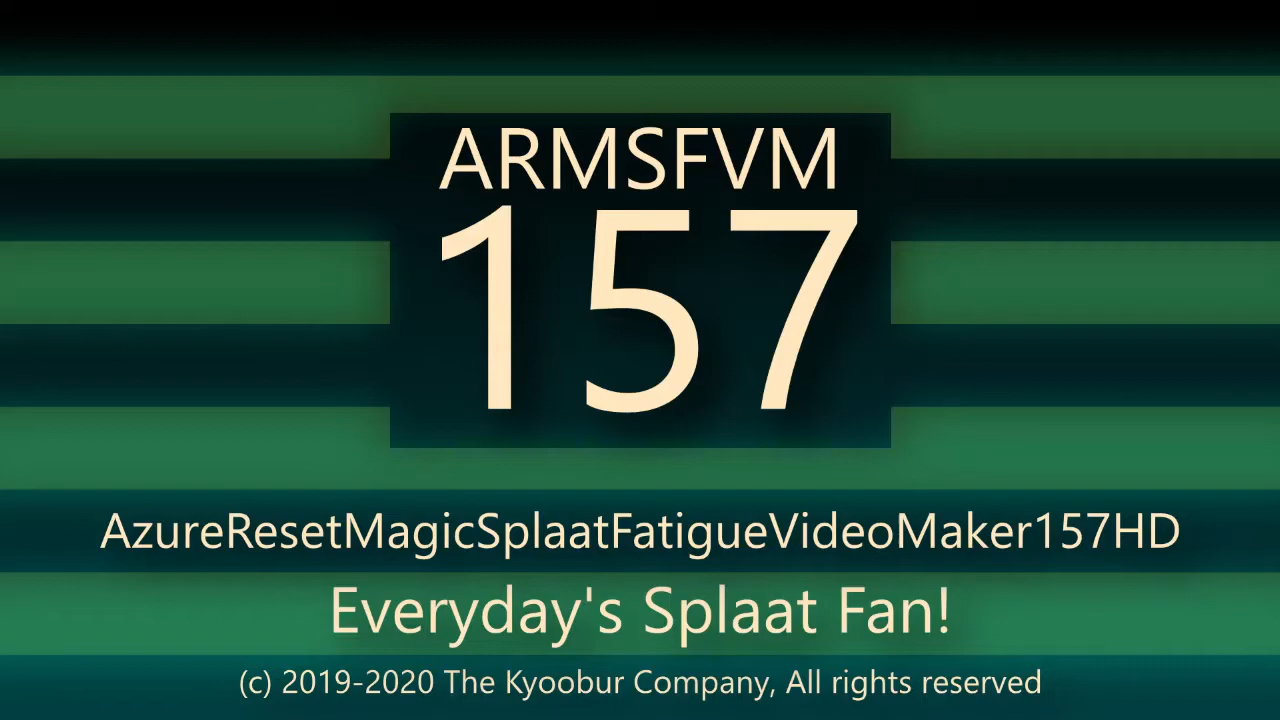 ARMSFVM
157
AzureResetMagicSplaatFatigueVideoMaker157HD
Everyday's Splaat Fan!
(c) 2019-2020 The Kyoobur Company, All rights reserved